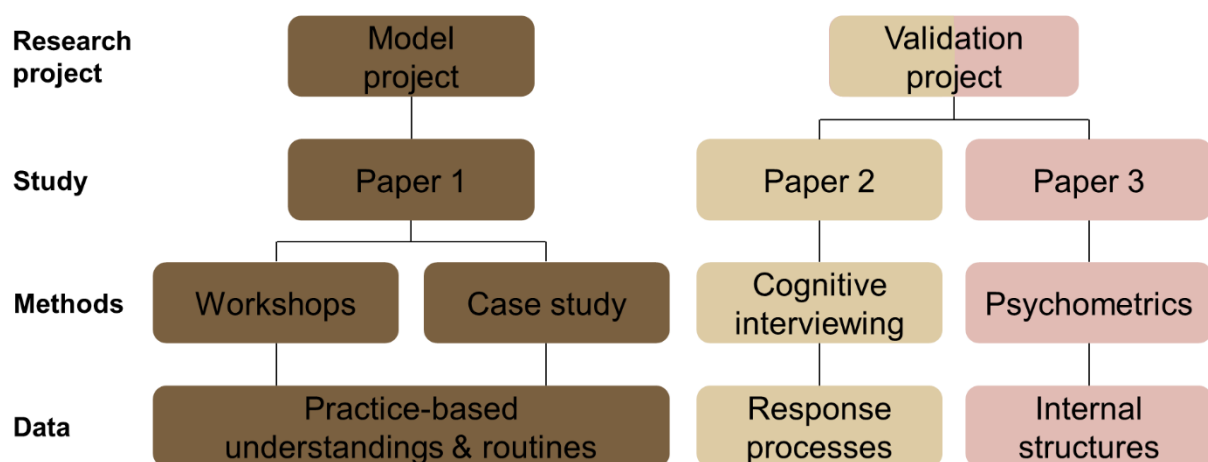 Research
project
Model
project
Validation
project
Study
Paper 1
Paper 2
Paper 3
Methods
Workshops
Case study
Cognitive
interviewing
Psychometrics
Data
Practice-based
understandings & routines
Response
processes
Internal
structures